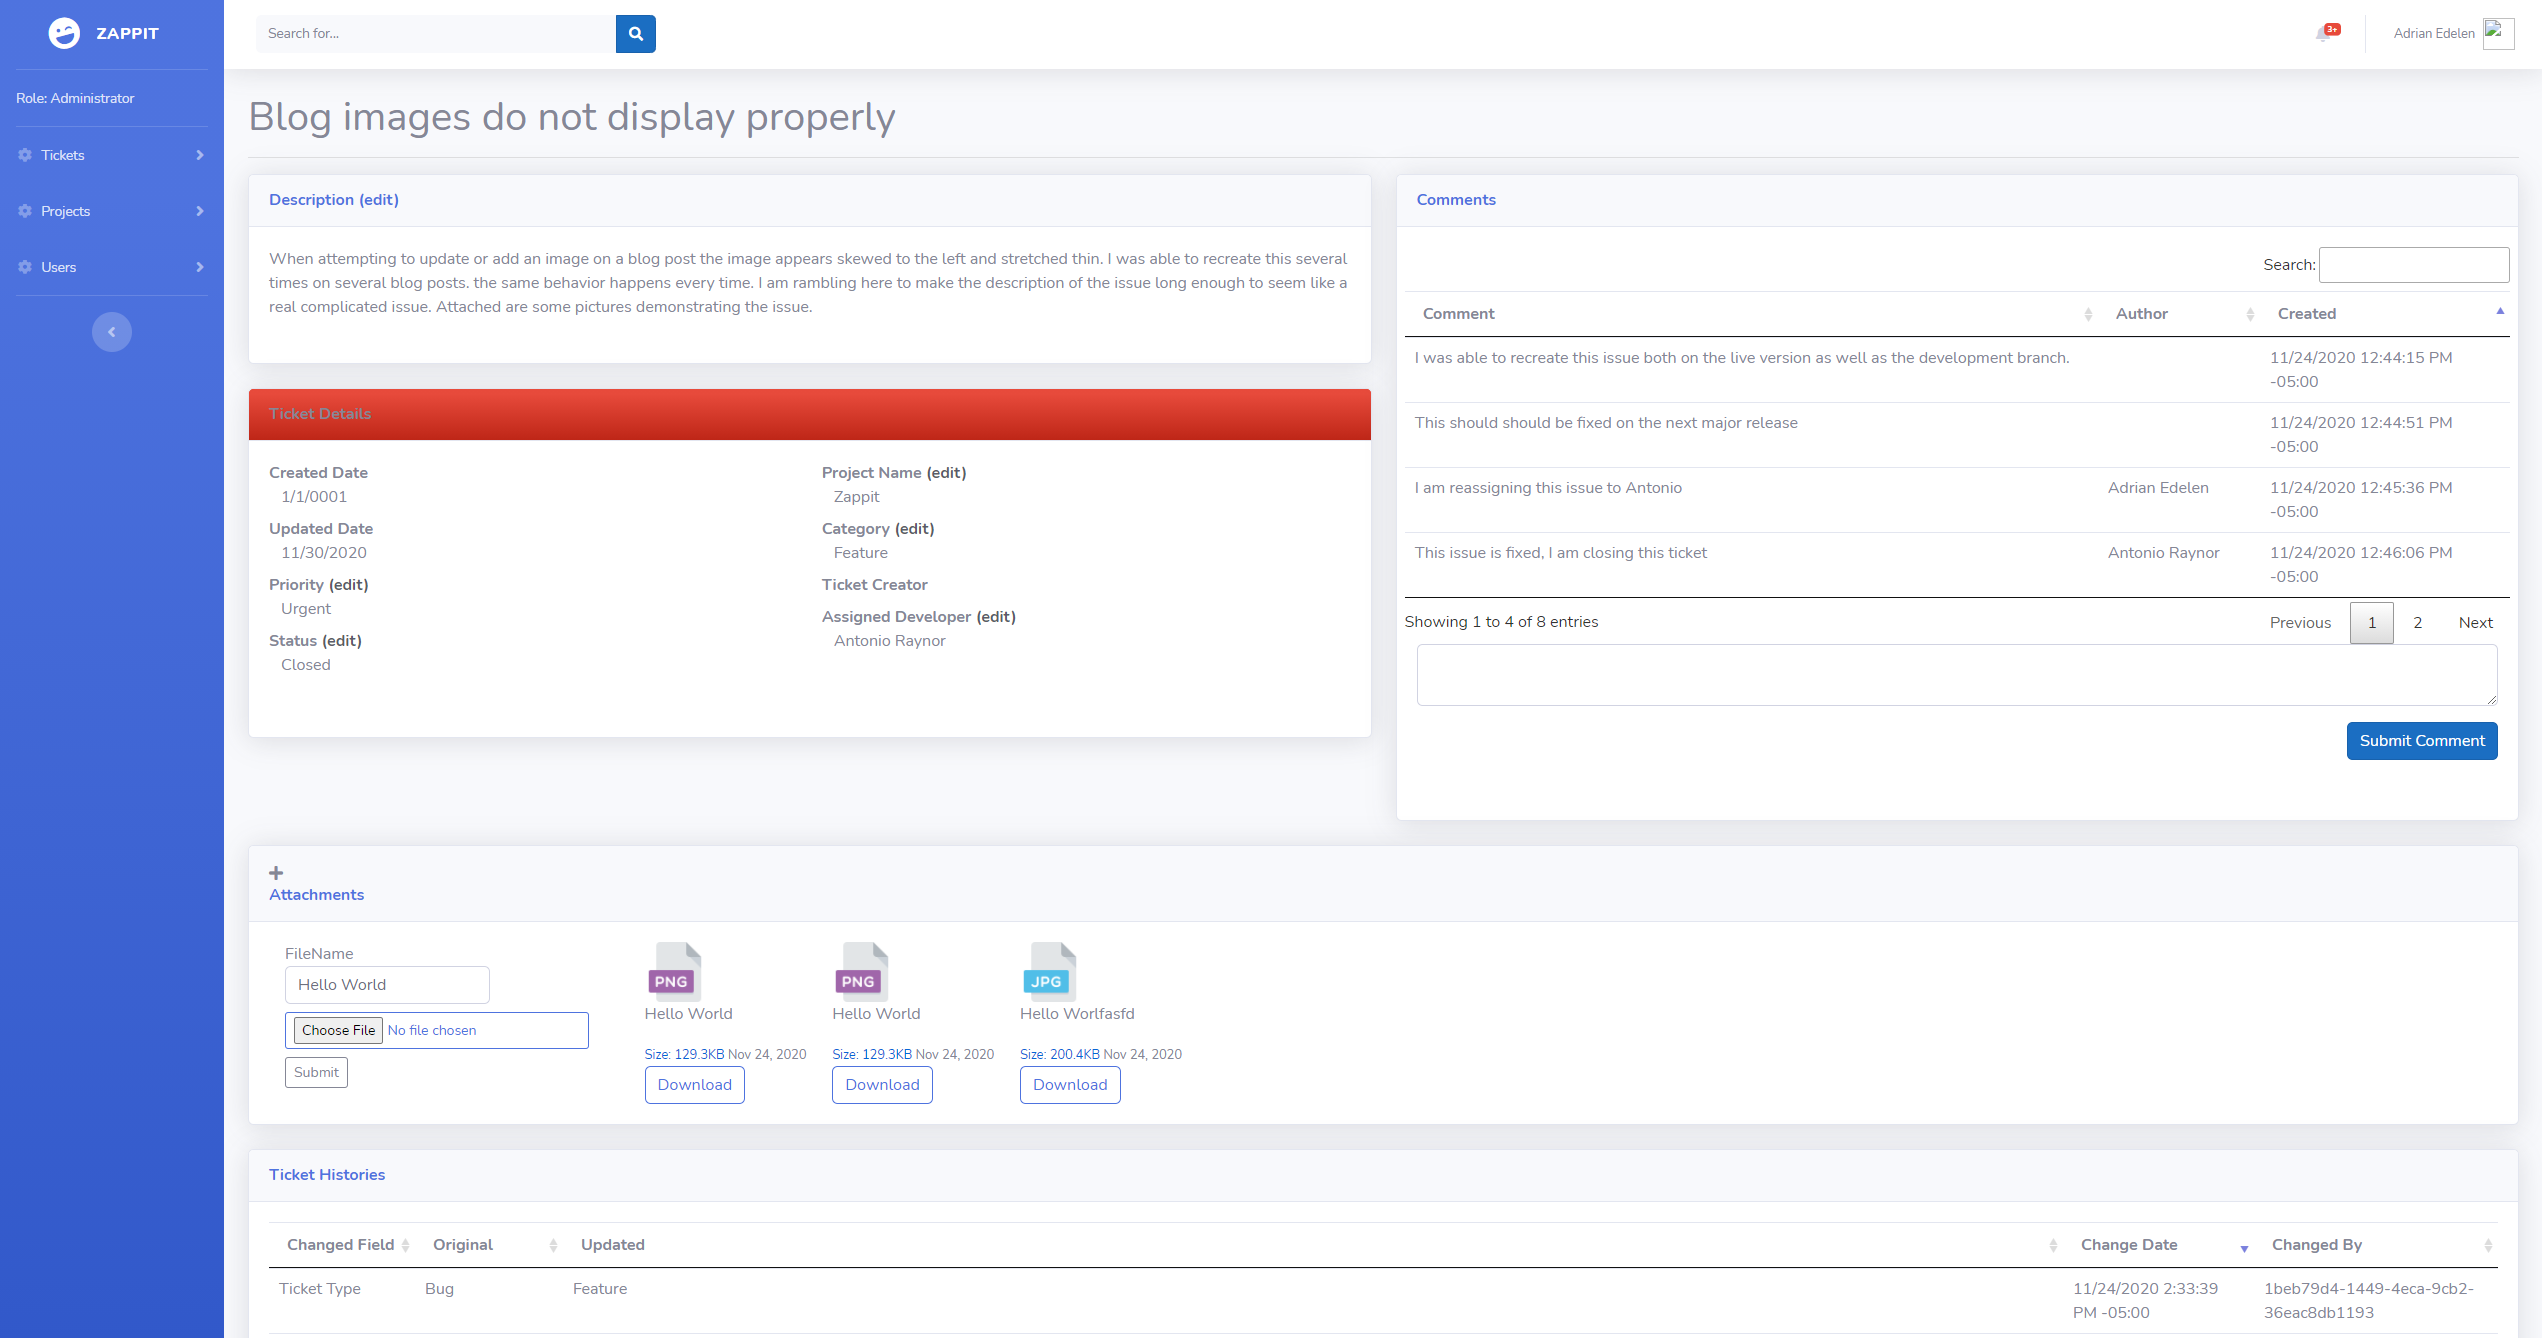 ZAPPIT
Role: Administrator
Tickets
Projects
Users
Search for...
3+
Adrian Edelen
Blog images do not display properly
Description (edit)
When attempting to update or add an image on a blog post the image appears skewed to the left and stretched thin. I was able to recreate this several
times on several blog posts. the same behavior happens every time. I am rambling here to make the description of the issue long enough to seem like a
real complicated issue. Attached are some pictures demonstrating the issue.
Ticket Details
Created Date
1/1/0001
Updated Date
11/30/2020
Priority (edit)
Urgent
Status (edit)
Closed
Project Name (edit)
Zappit
Category (edit)
Feature
Ticket Creator
Assigned Developer (edit)
Antonio Raynor
Comments
Search:
Comment Author Created
I was able to recreate this issue both on the live version as well as the development branch. 11/24/2020 12:44:15 PM
-05:00
This should should be fixed on the next major release 11/24/2020 12:44:51 PM
-05:00
I am reassigning this issue to Antonio Adrian Edelen 11/24/2020 12:45:36 PM
-05:00
This issue is fixed, I am closing this ticket Antonio Raynor 11/24/2020 12:46:06 PM
-05:00
Showing 1 to 4 of 8 entries Previous 1 2 Next
Submit Comment
Attachments
FileName
Hello World
Choose File No file chosen
Submit
PNG
Hello World
Size: 129.3KB Nov 24, 2020
Download
PNG
Hello World
Size: 129.3KB Nov 24, 2020
Download
JPG
Hello Worlfasfd
Size: 200.4KB Nov 24, 2020
Download
Ticket Histories
Changed Field Original Updated Change Date Changed By
Ticket Type Bug Feature 11/24/2020 2:33:39 1beb79d4-1449-4eca-9cb2-
PM -05:00 36eac8db1193